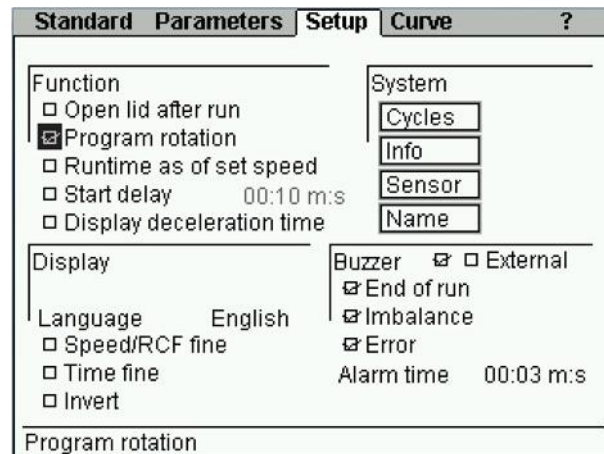 Standard Parameters Setup Curve ?
Function
Open lid after run
Program rotation
Runtime as of set speed
Start delay 00:10 m:s
Display deceleration time
System
Cycles
Info
Sensor
Name
Display
Language English
Speed/RCF fine
Time fine
Invert
Buzzer External
End of run
Imbalance
Error
Alarm time 00:03 m:s
Program rotation